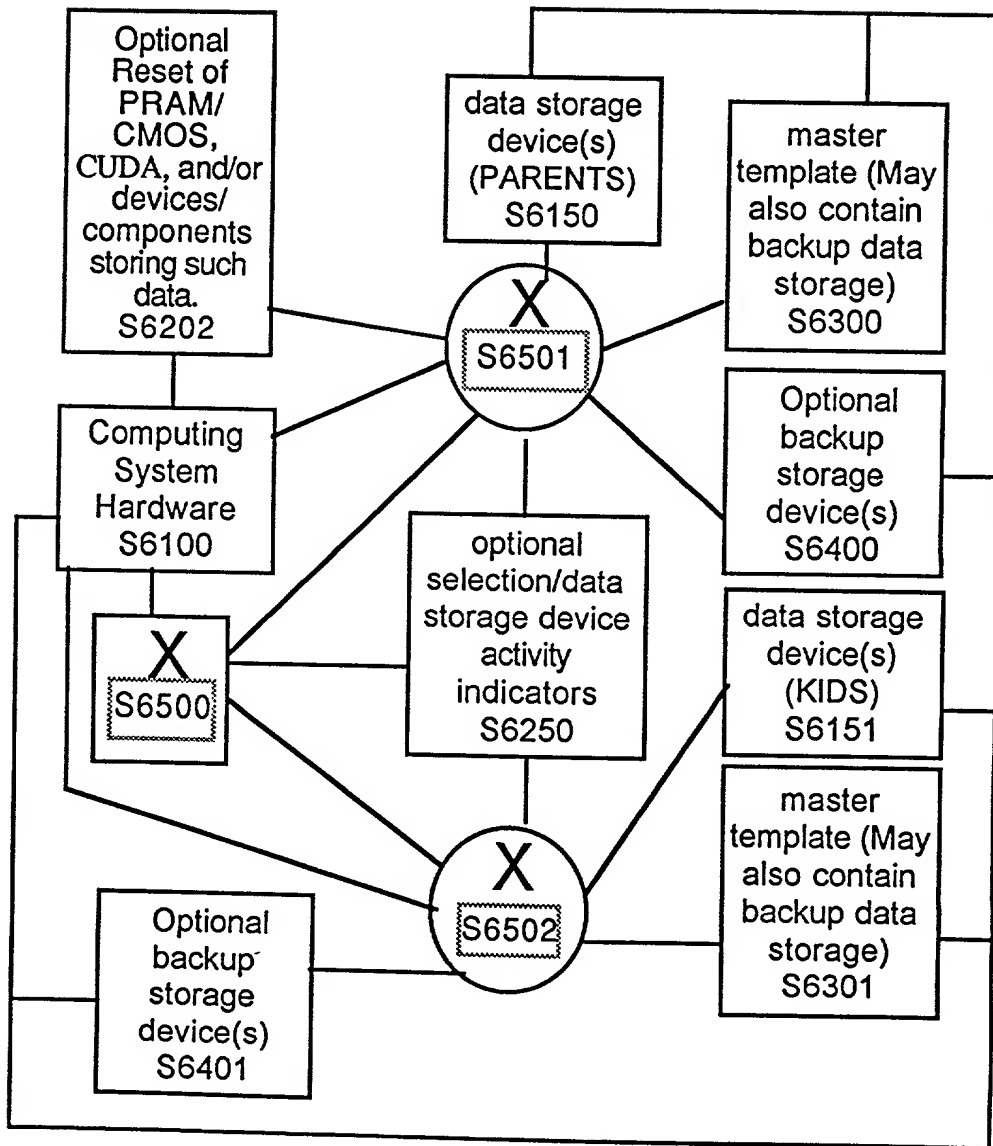 Optional
Reset of
PRAM/
CMOS,
CUDA, and/or
devices/
components
storing such
data.
S6202
data storage
device(s)
(PARENTS)
S6150
master
template (May
also contain
backup data
storage)
S6300
X
S6501
Computing
System
Hardware
S6100
Optional
backup
storage
device(s)
S6400
optional
selection/data
storage device
activity
indicators
S6250
X
S6500
data storage
device(s)
(KIDS)
S6151
master
template (May
also contain
backup data
storage)
S6301
X
S6502
Optional
backup
storage
device(s)
S6401